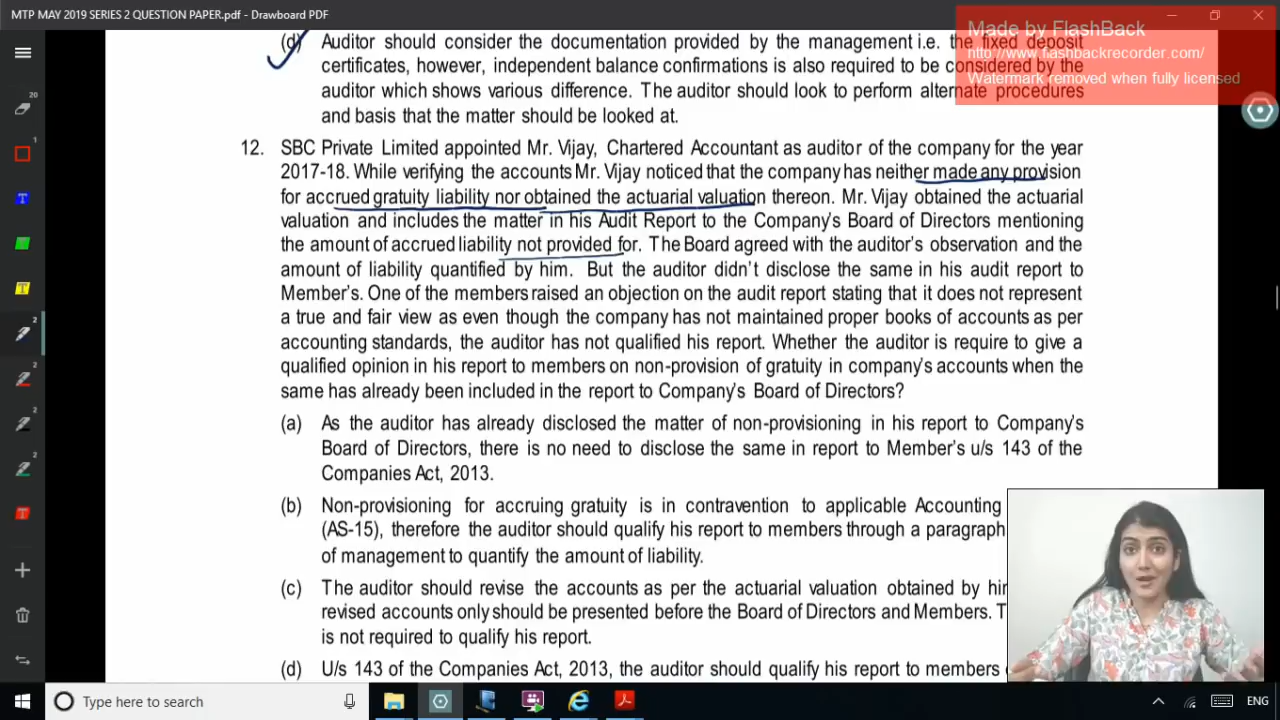 MTP MAY 2019 SERIES 2 QUESTION PAPER.pdf - Drawboard PDF
Made by FlashBack
http://www.flashbackrecorder.com/
Watermark removed when fully licensed
(d) Auditor should consider the documentation provided by the management i.e. the fixed deposit
certificates, however, independent balance confirmations is also required to be considered by the
auditor which shows various difference. The auditor should look to perform alternate procedures
and basis that the matter should be looked at.
12. SBC Private Limited appointed Mr. Vijay, Chartered Accountant as auditor of the company for the year
2017-18. While verifying the accounts Mr. Vijay noticed that the company has neither made any provision
for accrued gratuity liability nor obtained the actuarial valuation thereon. Mr. Vijay obtained the actuarial
valuation and includes the matter in his Audit Report to the Company's Board of Directors mentioning
the amount of accrued liability not provided for. The Board agreed with the auditor's observation and the
amount of liability quantified by him. But the auditor didn't disclose the same in his audit report to
Member's. One of the members raised an objection on the audit report stating that it does not represent
a true and fair view as even though the company has not maintained proper books of accounts as per
accounting standards, the auditor has not qualified his report. Whether the auditor is require to give a
qualified opinion in his report to members on non-provision of gratuity in company's accounts when the
same has already been included in the report to Company's Board of Directors?
(a) As the auditor has already disclosed the matter of non-provisioning in his report to Company's
Board of Directors, there is no need to disclose the same in report to Member's u/s 143 of the
Companies Act, 2013.
(b) Non-provisioning for accruing gratuity is in contravention to applicable Accounting
(AS-15), therefore the auditor should qualify his report to members through a paragraph
of management to quantify the amount of liability.
(c) The auditor should revise the accounts as per the actuarial valuation obtained by
revised accounts only should be presented before the Board of Directors and Members.
is not required to qualify his report.
(d) U/s 143 of the Companies Act, 2013, the auditor should qualify his report to members
20
1
2
2
2
2
Type here to search
ENG